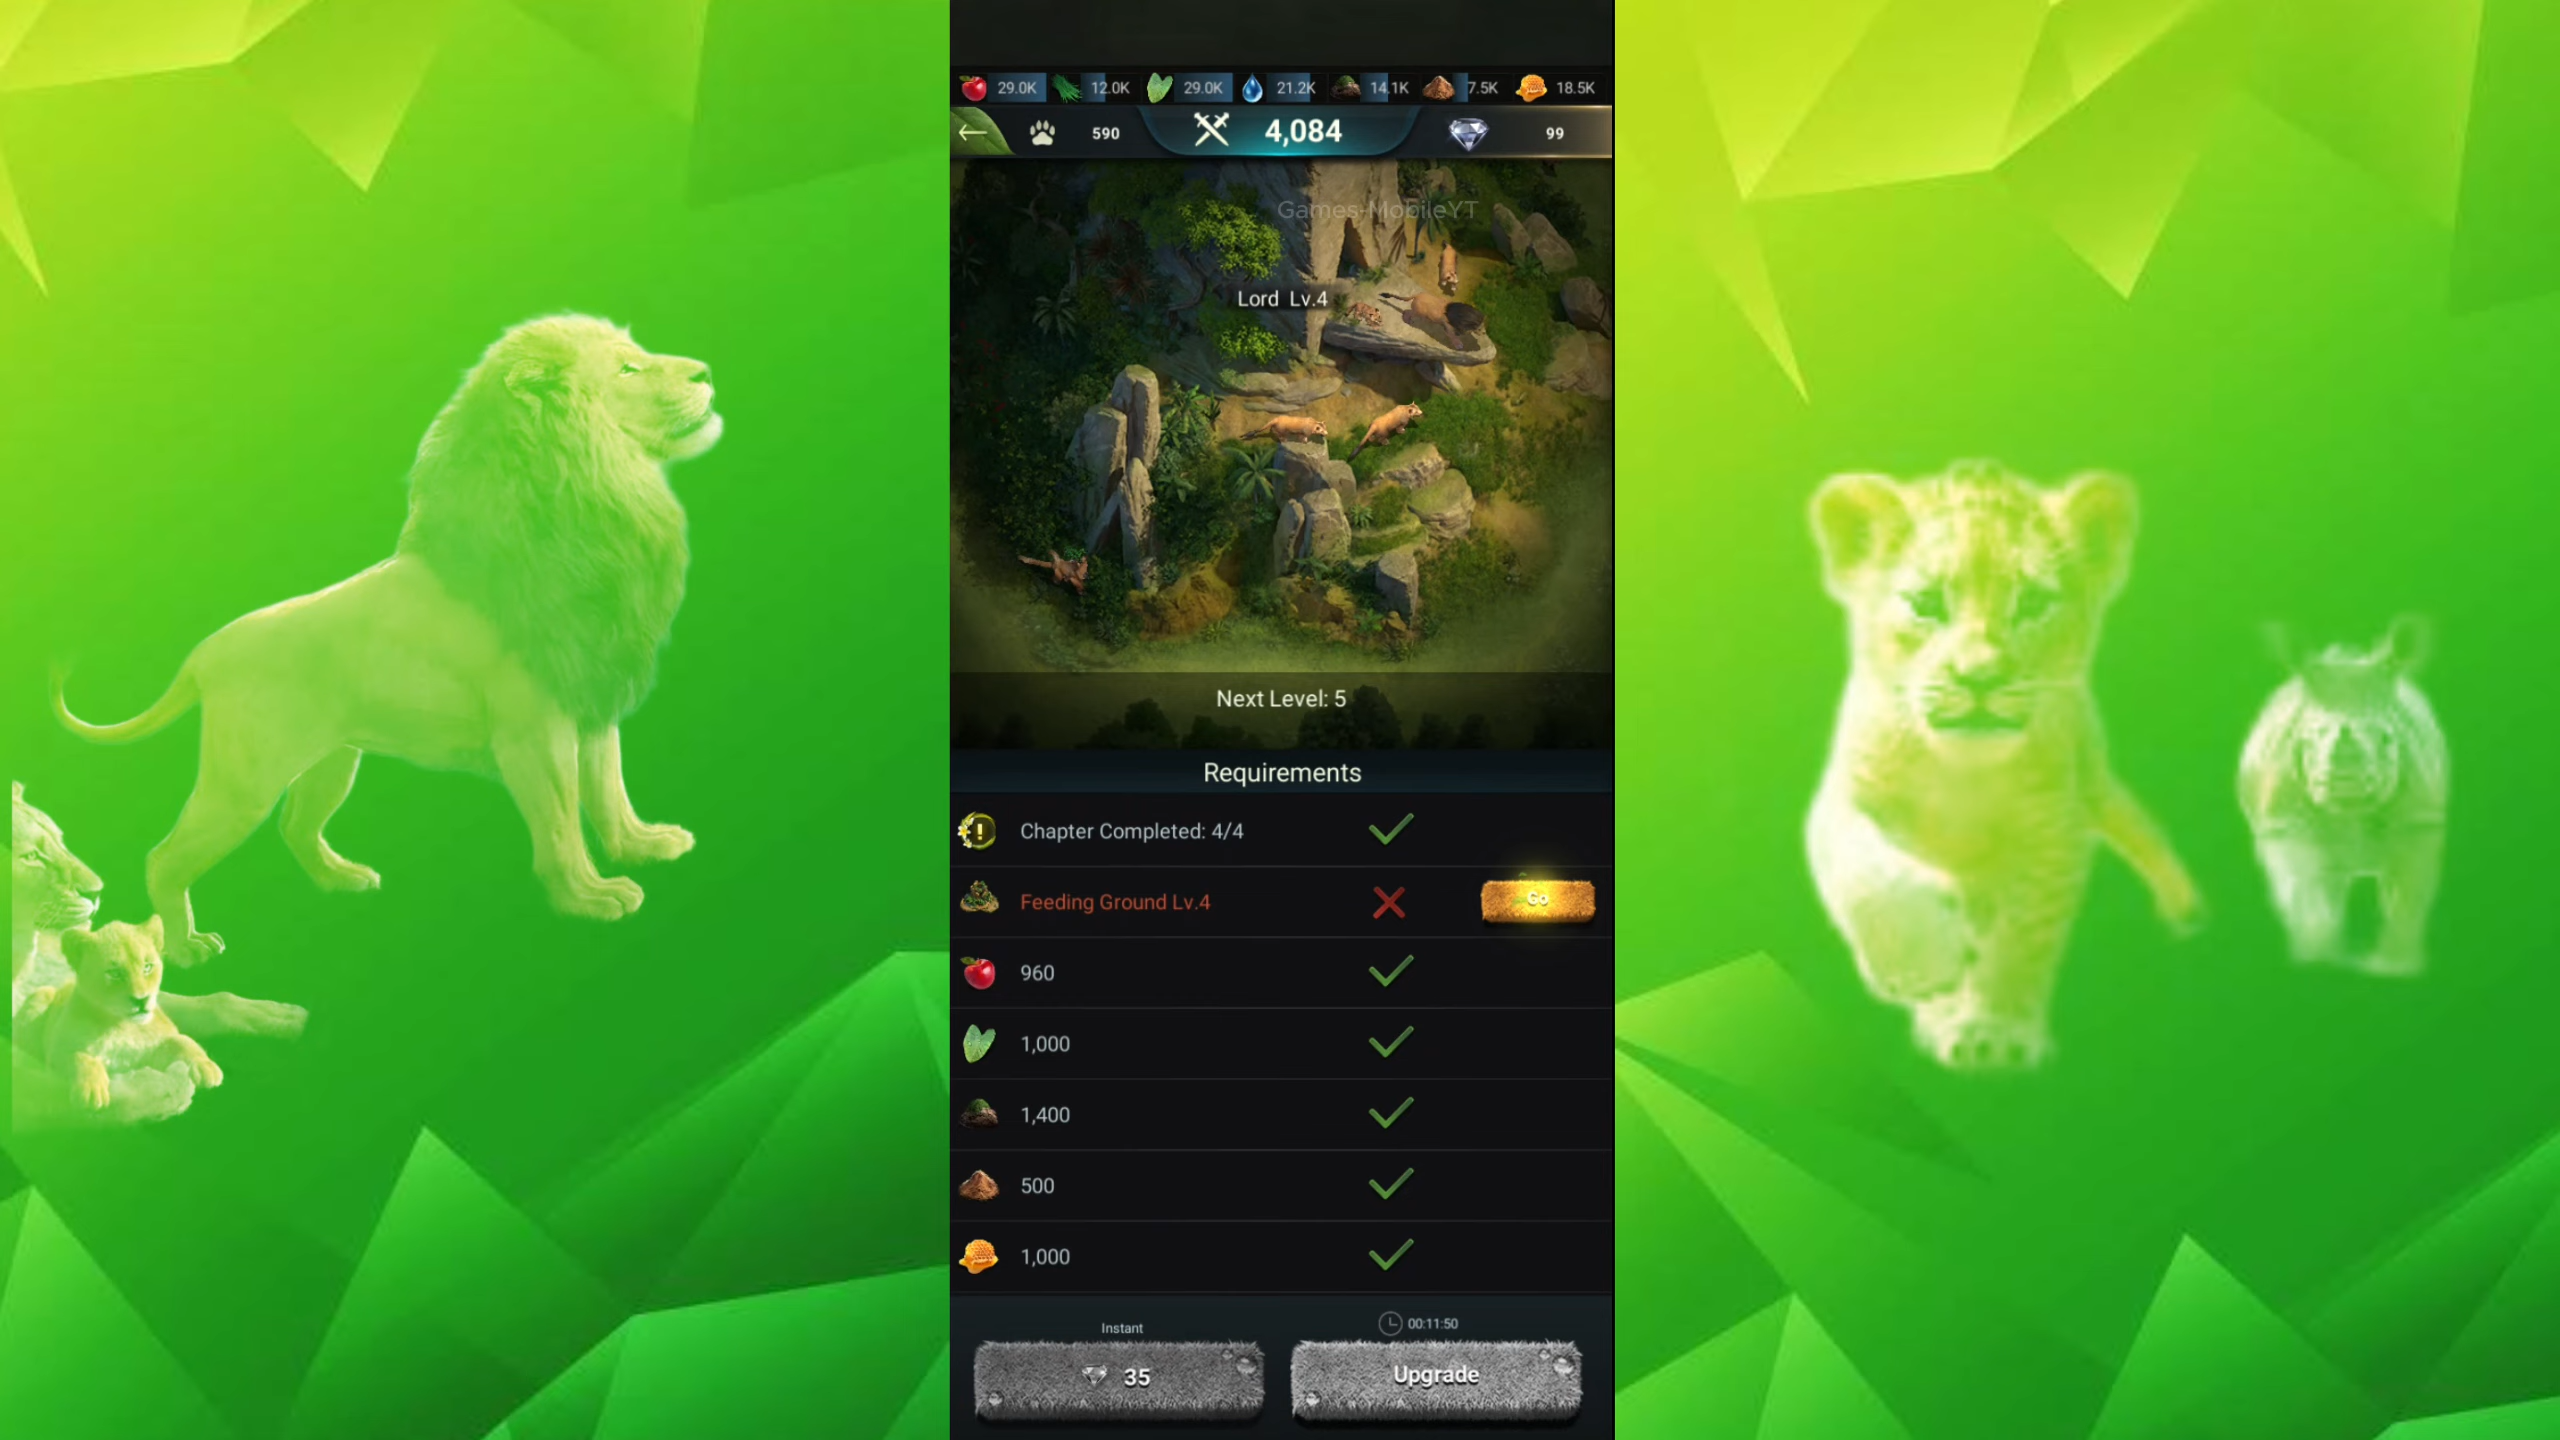 29.0K 12.0K 29.0K 21.2K 14.1K 7.5K 18.5K
590 4,084 99
Games-MobileYT
Lord Lv.4
Next Level: 5
Requirements
Chapter Completed: 4/4
Feeding Ground Lv.4 Go
960
1,000
1,400
500
1,000
Instant 00:11:50
35 Upgrade